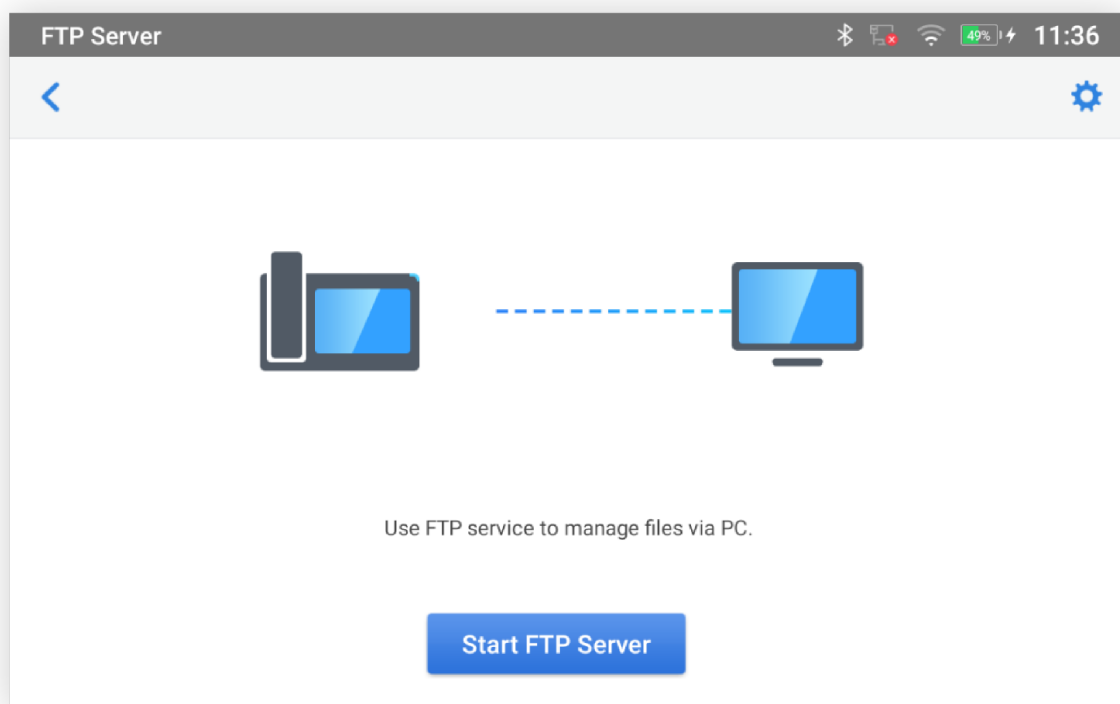 FTP Server
49%
11:36
Use FTP service to manage files via PC.
Start FTP Server